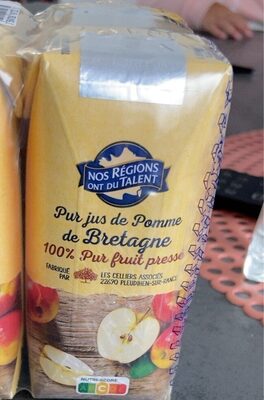 NOS RÉGIONS
ONT DU TALENT
Pur jus de Pomme
de Bretagne
100% Pur fruit pressé
FABRIQUÉ
PAR
LES CELLIERS ASSOCIÉS
22690 PLEUDIHEN-SUR-RANCE
NUTRI-SCORE
A B C D E